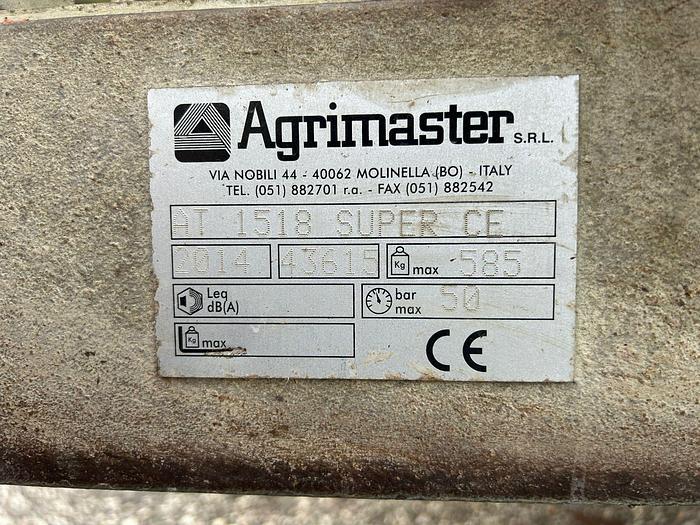 Agrimaster S.R.L.
VIA NOBILI 44 - 40062 MOLINELLA (BO) - ITALY
TEL. (051) 882701 r.a. - FAX (051) 882542
AT 1518 SUPER CE
2014 43615 Kg max 585
Leq dB(A) bar max 50
Kg max CE